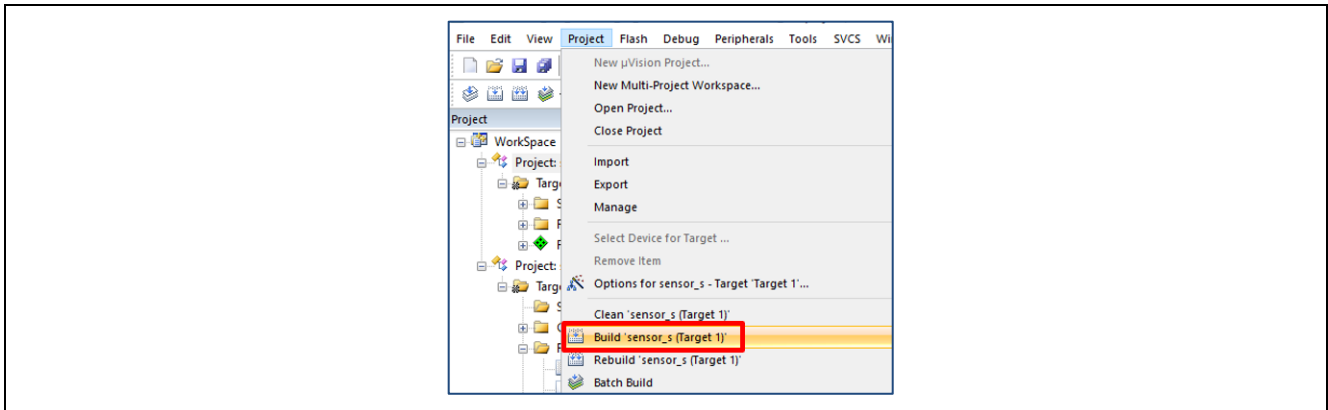 File Edit View Project Flash Debug Peripherals Tools SVCS
New µVision Project...
New Multi-Project Workspace...
Open Project...
Project
Close Project
WorkSpace
Project:
Import
Export
Manage
Select Device for Target ...
Remove Item
Project:
Options for sensor_s - Target 'Target 1'...
Clean 'sensor_s (Target 1)'
Build 'sensor_s (Target 1)'
Rebuild 'sensor_s (Target 1)'
Batch Build